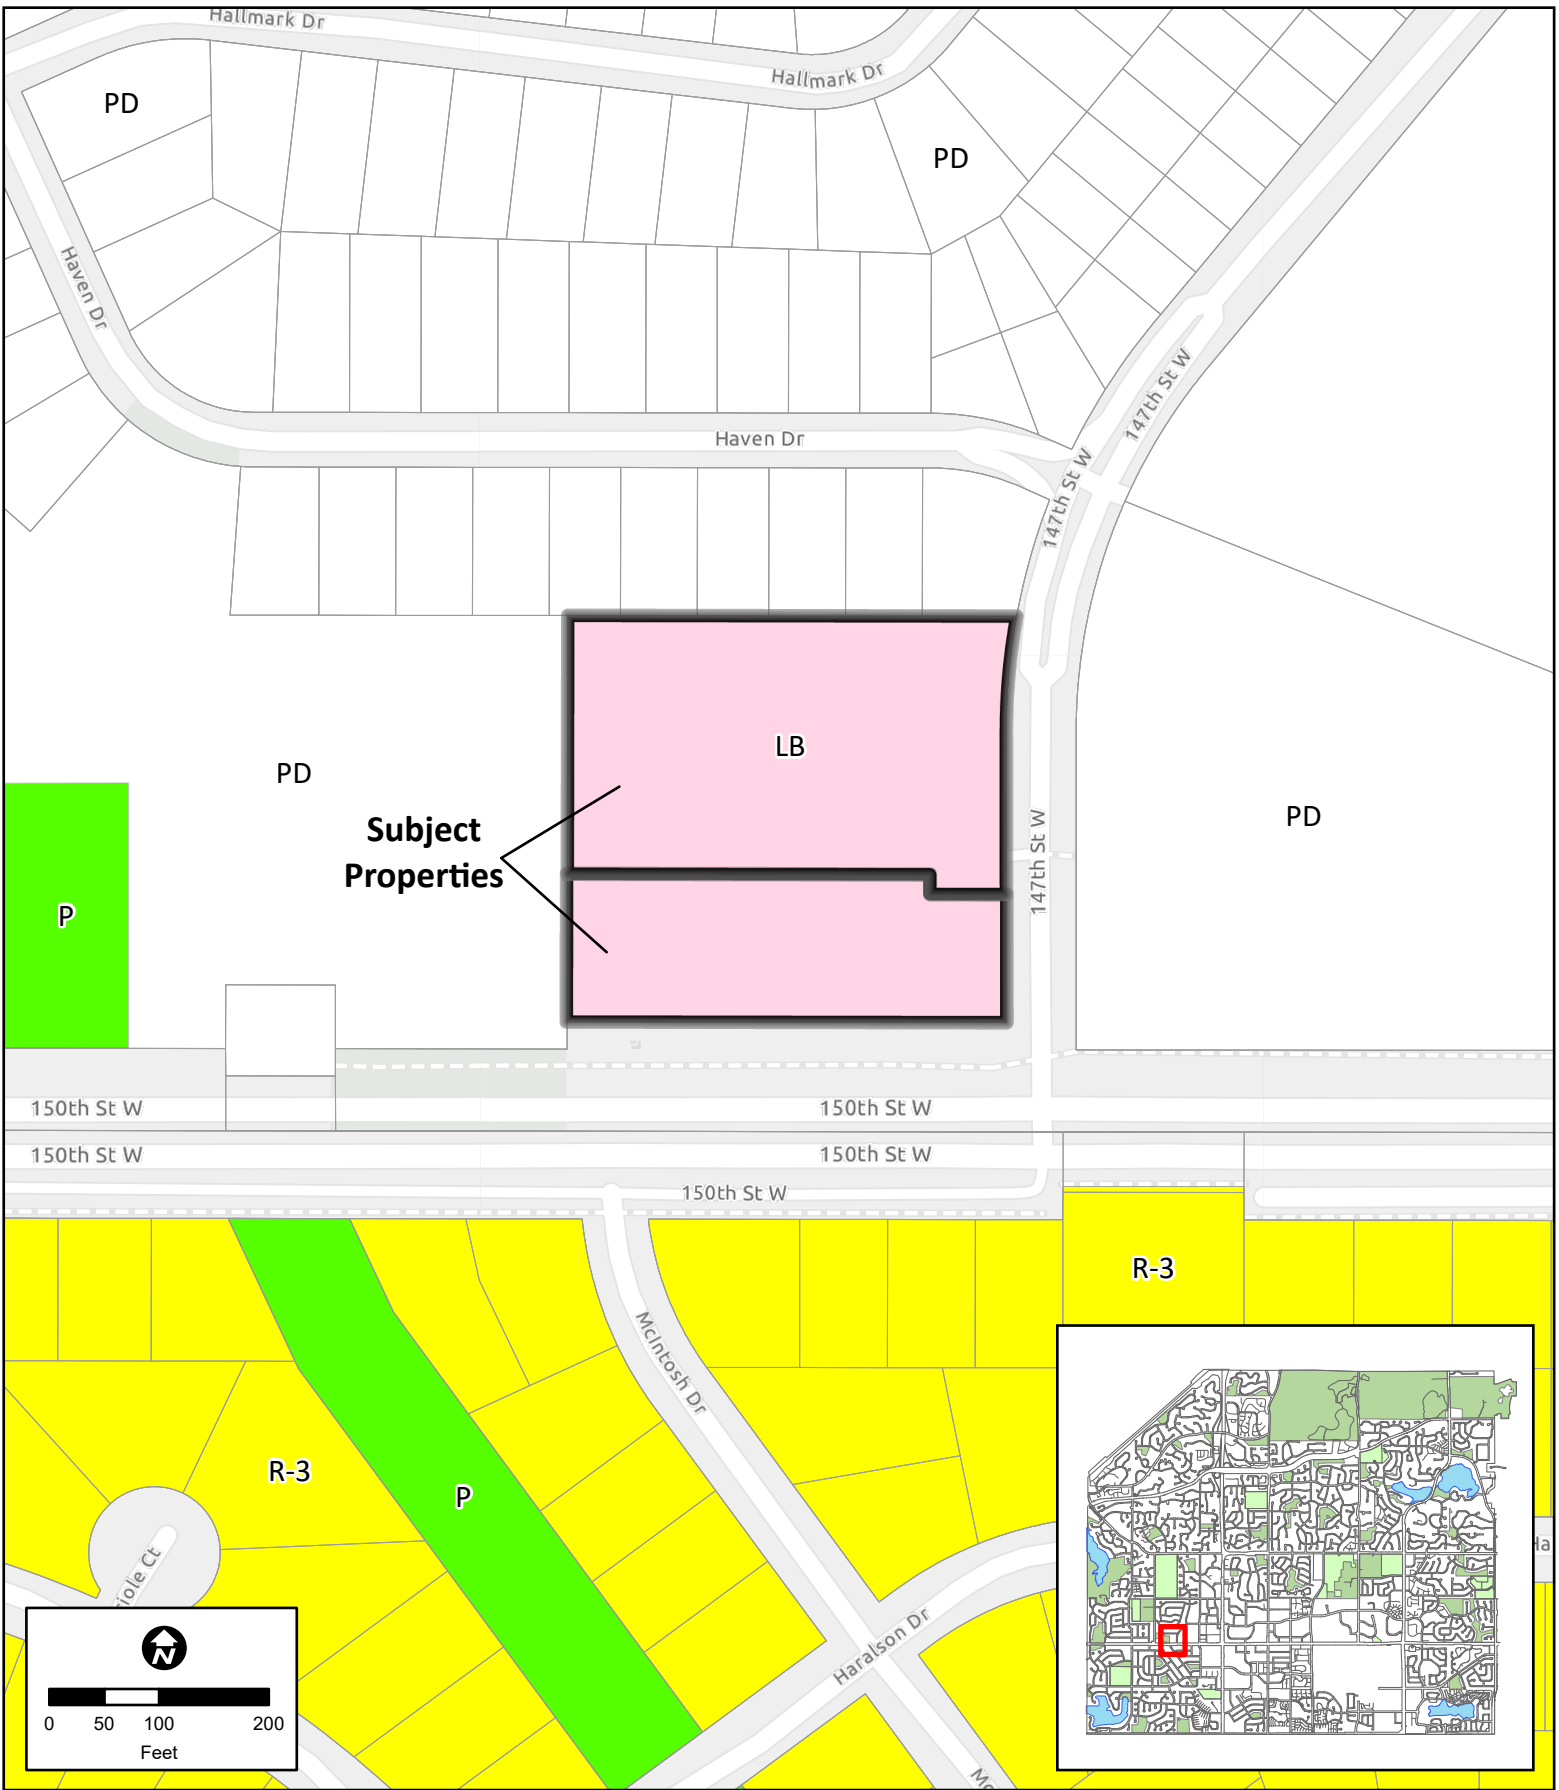 Hallmark Dr
Hallmark Dr
PD
PD
Haven Dr
147th St W
Haven Dr
147th St W
LB
PD
PD
Subject
Properties
147th St W
P
150th St W
150th St W
150th St W
150th St W
150th St W
R-3
McIntosh Dr
R-3
P
Haralson Dr
N
0 50 100 200
Feet